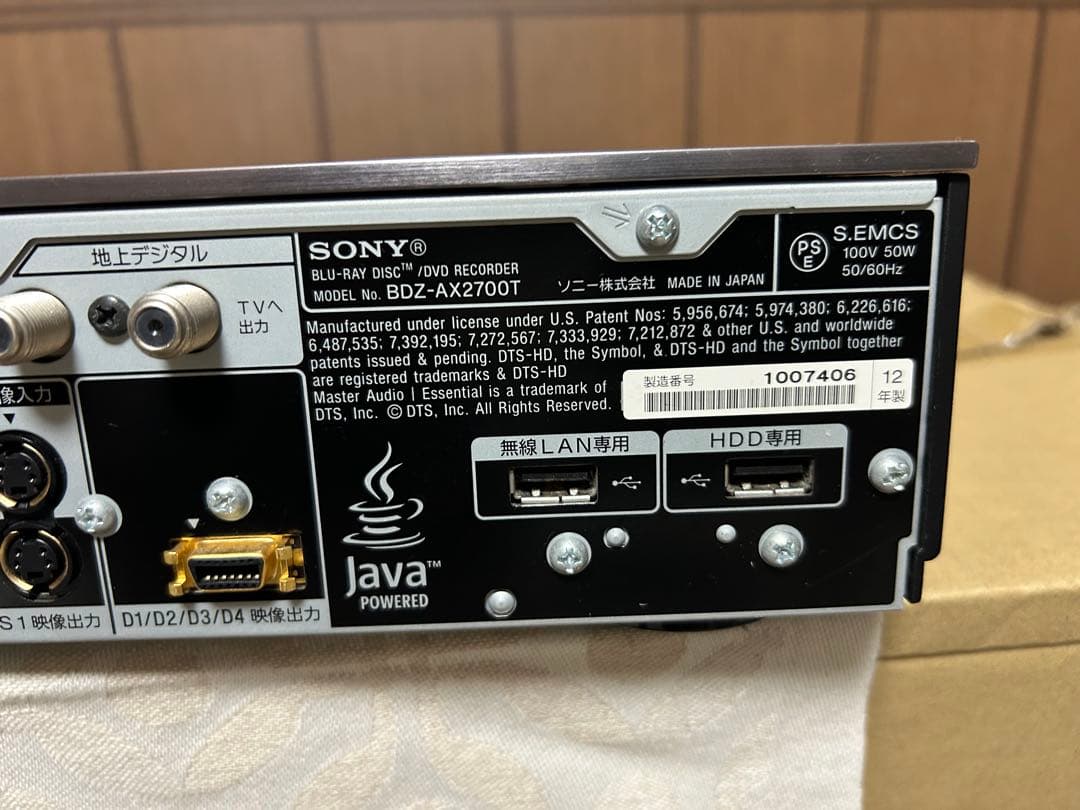 地上デジタル
TVへ
出力
像入力
S1映像出力
D1/D2/D3/D4 映像出力
SONY®
BLU-RAY DISC™ /DVD RECORDER
MODEL No. BDZ-AX2700T
ソニー株式会社 MADE IN JAPAN
PS
E
S.EMCS
100V 50W
50/60Hz
Manufactured under license under U.S. Patent Nos: 5,956,674; 5,974,380; 6,226,616;
6,487,535; 7,392,195; 7,272,567; 7,333,929; 7,212,872 & other U.S. and worldwide
patents issued & pending. DTS-HD, the Symbol, & DTS-HD and the Symbol together
are registered trademarks & DTS-HD
Master Audio | Essential is a trademark of
DTS, Inc. © DTS, Inc. All Rights Reserved.
製造番号 1007406
12
年製
無線LAN専用
HDD専用
Java™
POWERED